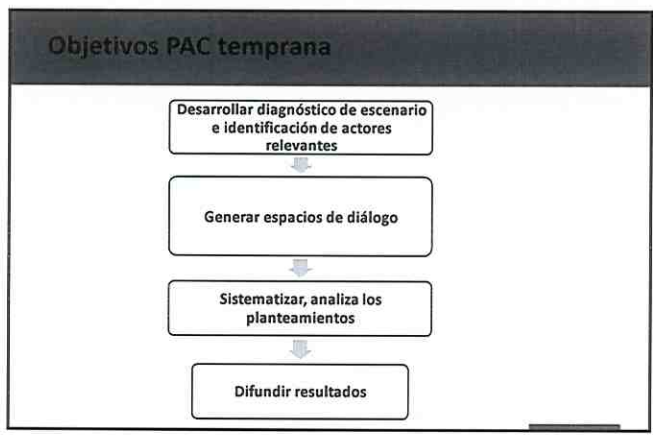 Objetivos PAC temprana
Desarrollar diagnóstico de escenario
e identificación de actores
relevantes
Generar espacios de diálogo
Sistematizar, analiza los
planteamientos
Difundir resultados